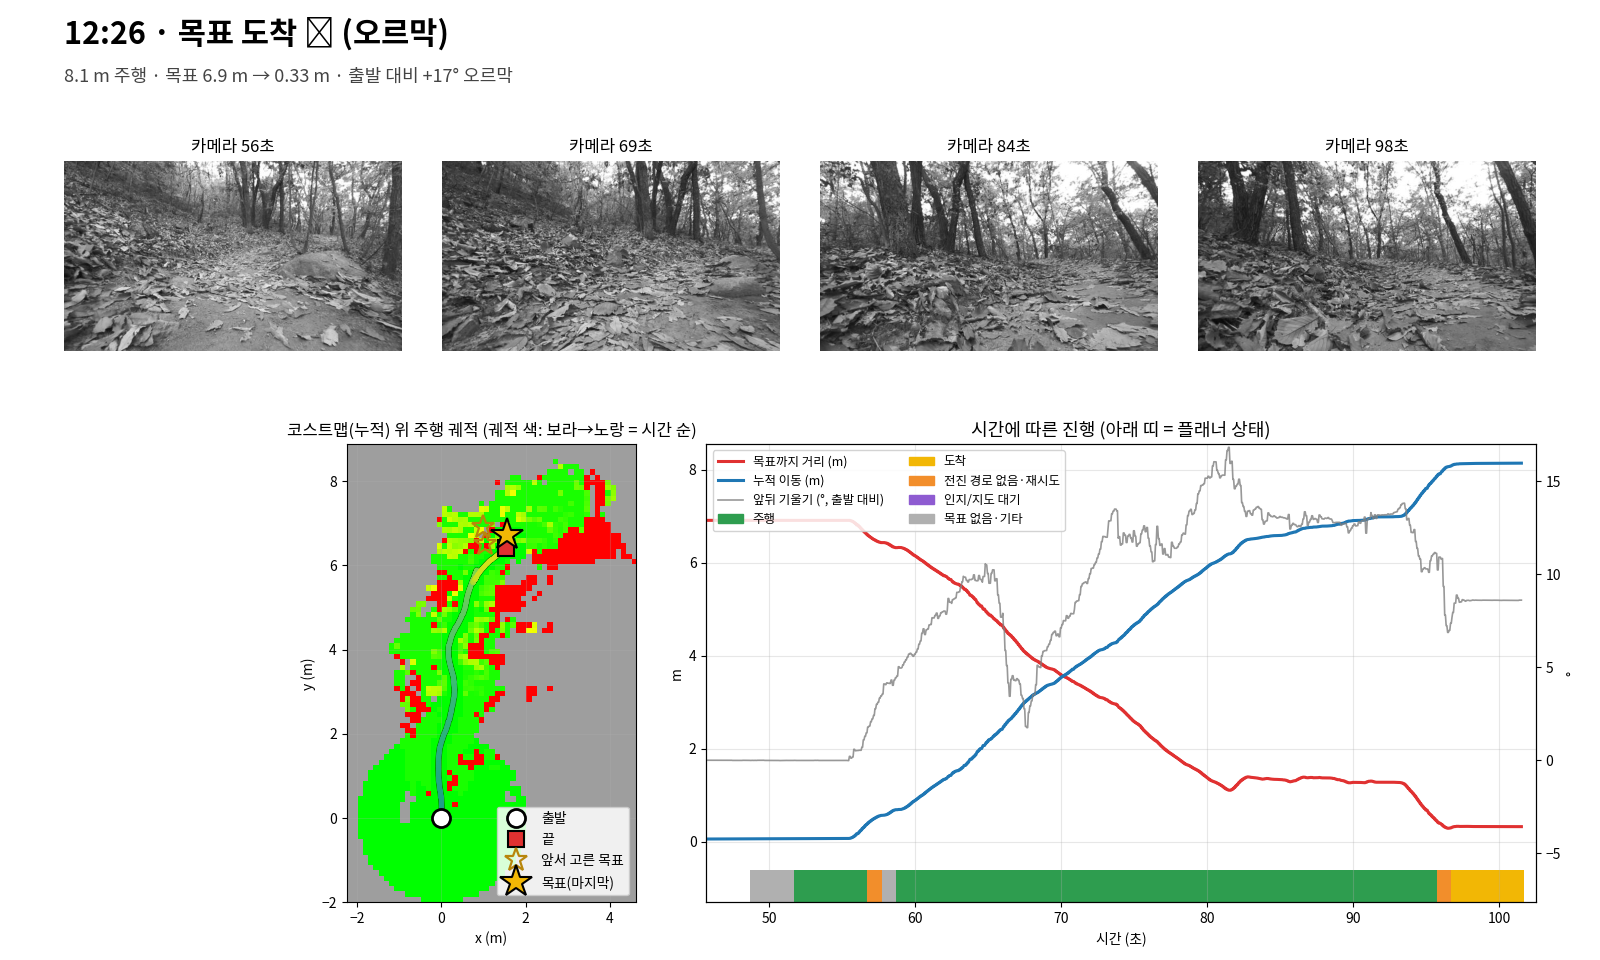 12:26 · 목표 도착 (오르막)
8.1 m 주행 · 목표 6.9 m → 0.33 m · 출발 대비 +17° 오르막
카메라 56초
카메라 69초
카메라 84초
카메라 98초
코스트맵(누적) 위 주행 궤적 (궤적 색: 보라→노랑 = 시간 순)
y (m)
8
6
4
2
0
−2
−2
0
2
4
x (m)
출발
끝
앞서 고른 목표
목표(마지막)
시간에 따른 진행 (아래 띠 = 플래너 상태)
목표까지 거리 (m)
누적 이동 (m)
앞뒤 기울기 (°, 출발 대비)
주행
도착
전진 경로 없음·재시도
인지/지도 대기
목표 없음·기타
m
8
6
4
2
0
15
10
5
0
−5
°
50
60
70
80
90
100
시간 (초)